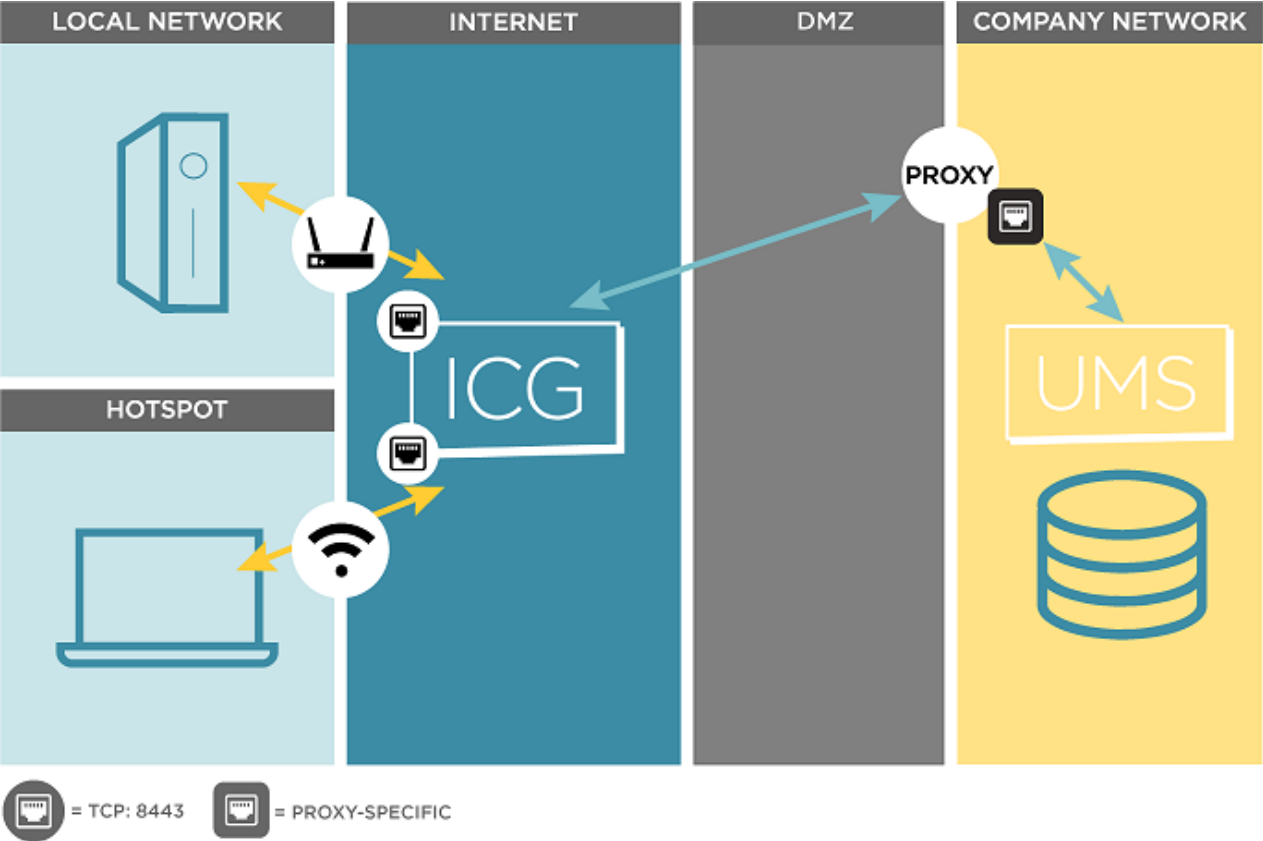 LOCAL NETWORK
INTERNET
DMZ
COMPANY NETWORK
PROXY
ICG
UMS
HOTSPOT
= TCP: 8443
= PROXY-SPECIFIC